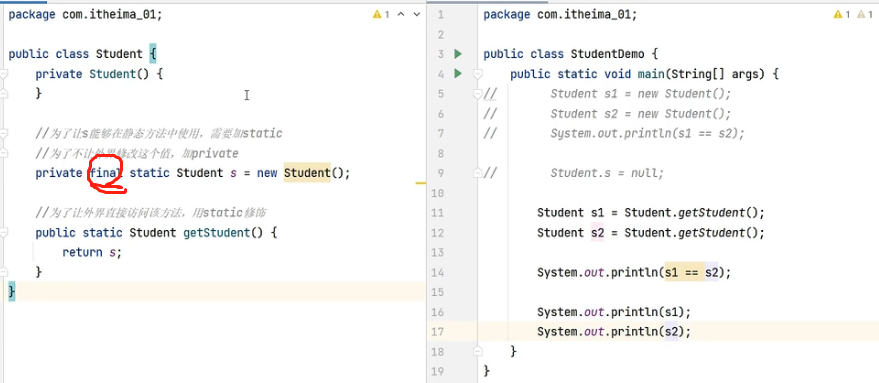 package com.itheima_01;
1
public class Student {
private Student() {
}
//为了让s能够在静态方法中使用，需要加static
//为了不让外界修改这个值，加private
private final static Student s = new Student();
//为了让外界直接访问该方法，用static修饰
public static Student getStudent() {
return s;
}
}
1 package com.itheima_01;
1 1
2
3 public class StudentDemo {
4 public static void main(String[] args) {
5 // Student s1 = new Student();
6 // Student s2 = new Student();
7 // System.out.println(s1 == s2);
8
9 // Student.s = null;
10
11 Student s1 = Student.getStudent();
12 Student s2 = Student.getStudent();
13
14 System.out.println(s1 == s2);
15
16 System.out.println(s1);
17 System.out.println(s2);
18 }
19 }